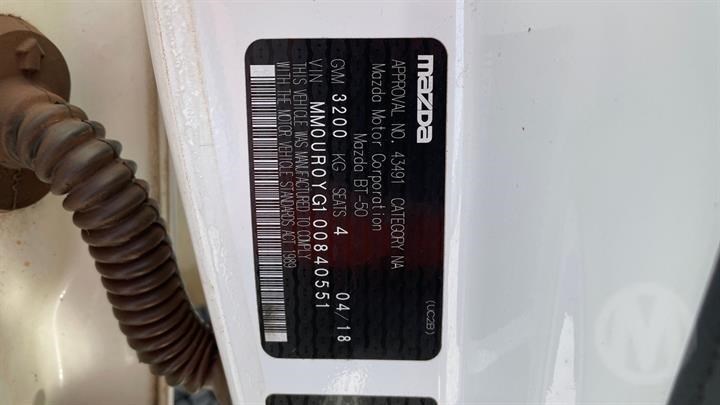 mazda
APPROVAL NO. 43491 CATEGORY NA
Mazda Motor Corporation
Mazda BT-50
(UC2B)
GVM 3200 KG SEATS 4 04/18
VIN MM0UR0YG100840551
THIS VEHICLE WAS MANUFACTURED TO COMPLY
WITH THE MOTOR VEHICLE STANDARDS ACT 1989
M